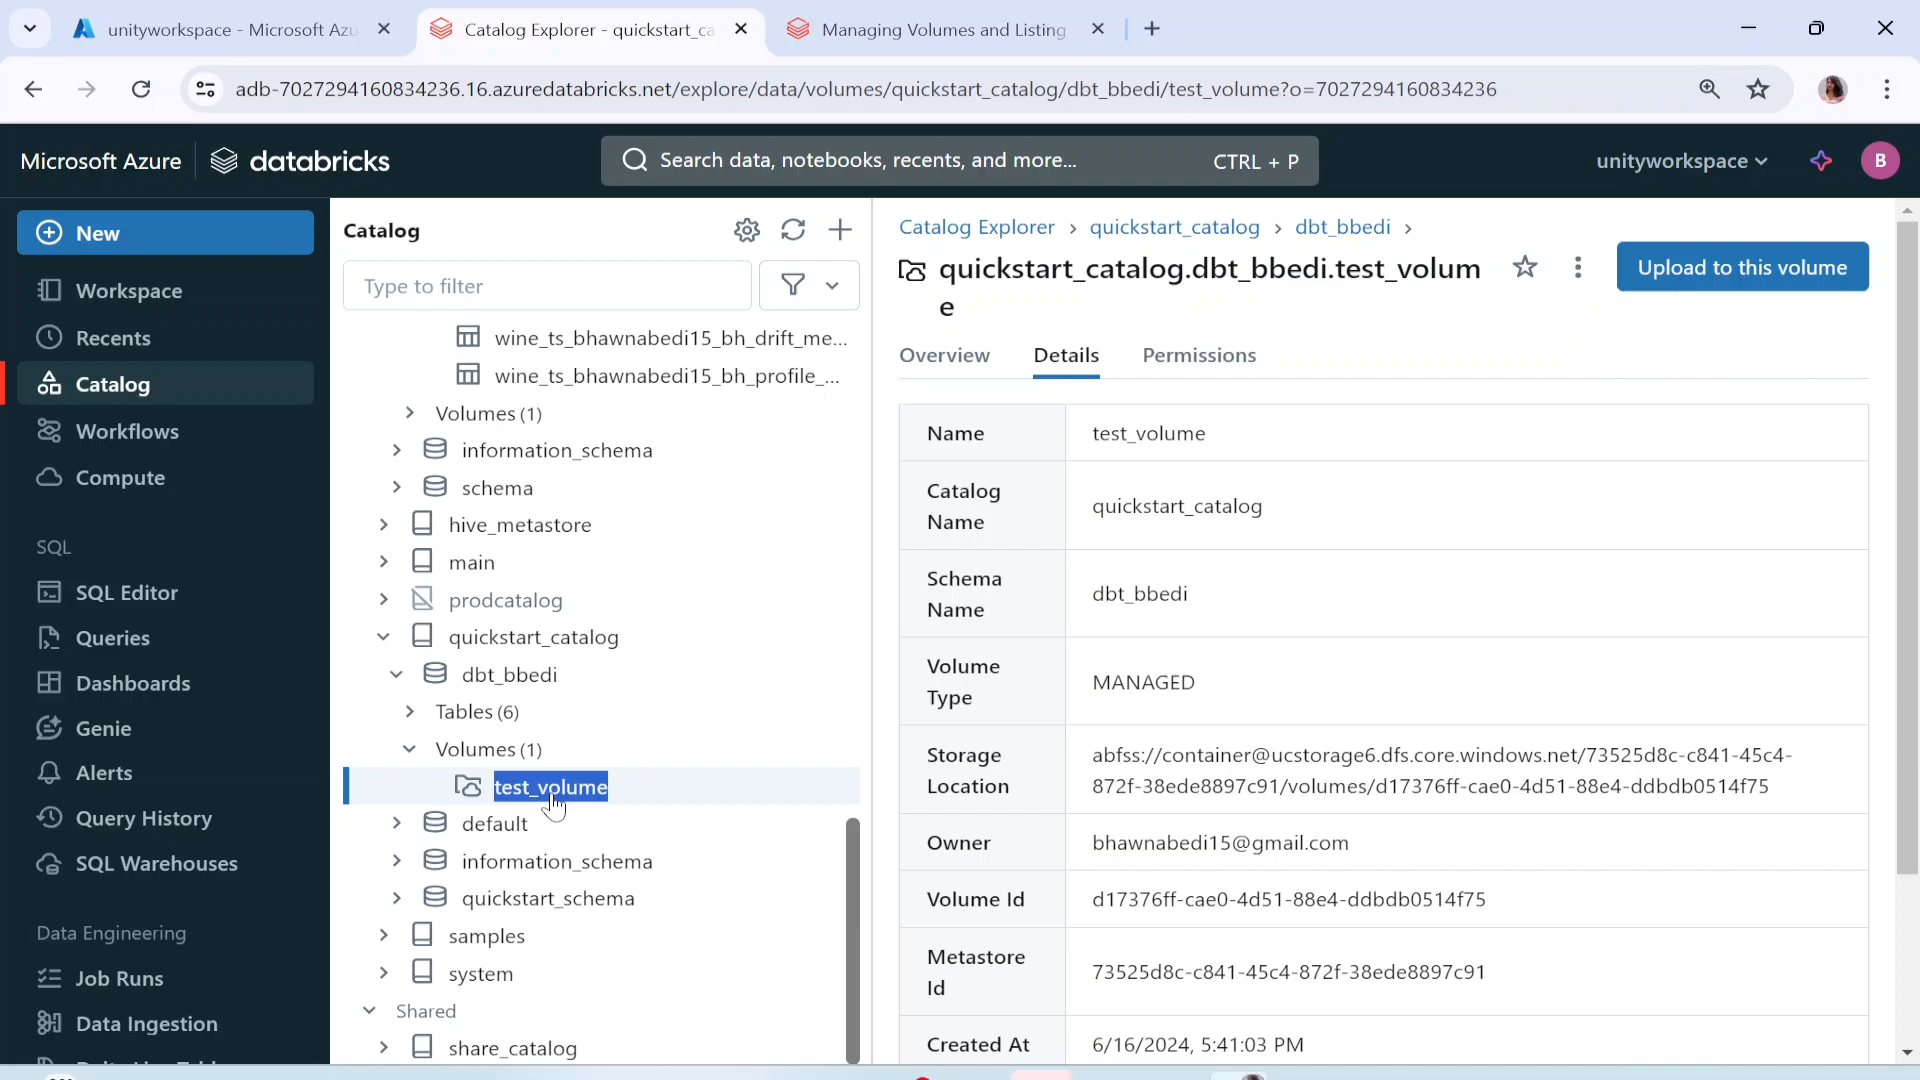 unityworkspace - Microsoft Azu
Catalog Explorer - quickstart_ca
Managing Volumes and Listing
adb-7027294160834236.16.azuredatabricks.net/explore/data/volumes/quickstart_catalog/dbt_bbedi/test_volume?o=7027294160834236
Microsoft Azure
databricks
Search data, notebooks, recents, and more...
CTRL + P
unityworkspace
B
New
Workspace
Recents
Catalog
Workflows
Compute
SQL
SQL Editor
Queries
Dashboards
Genie
Alerts
Query History
SQL Warehouses
Data Engineering
Job Runs
Data Ingestion
Catalog
Type to filter
wine_ts_bhawnabedi15_bh_drift_me...
wine_ts_bhawnabedi15_bh_profile_...
Volumes (1)
information_schema
schema
hive_metastore
main
prodcatalog
quickstart_catalog
dbt_bbedi
Tables (6)
Volumes (1)
test_volume
default
information_schema
quickstart_schema
samples
system
Shared
share_catalog
Catalog Explorer › quickstart_catalog › dbt_bbedi ›
quickstart_catalog.dbt_bbedi.test_volum
e
Upload to this volume
Overview
Details
Permissions
Name
test_volume
Catalog
Name
quickstart_catalog
Schema
Name
dbt_bbedi
Volume
Type
MANAGED
Storage
Location
abfss://container@ucstorage6.dfs.core.windows.net/73525d8c-c841-45c4-
872f-38ede8897c91/volumes/d17376ff-cae0-4d51-88e4-ddbdb0514f75
Owner
bhawnabedi15@gmail.com
Volume Id
d17376ff-cae0-4d51-88e4-ddbdb0514f75
Metastore
Id
73525d8c-c841-45c4-872f-38ede8897c91
Created At
6/16/2024, 5:41:03 PM